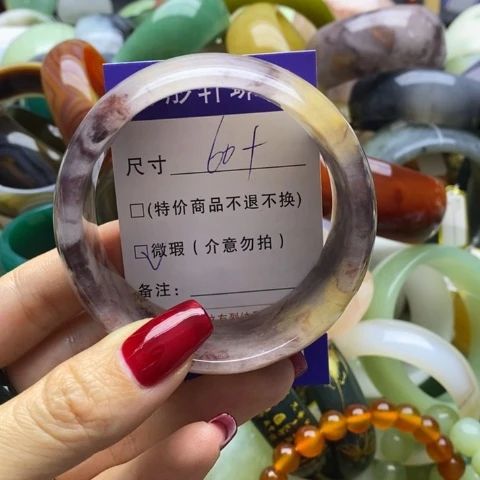 尺寸 60+
□(特价商品不退不换)
☑微瑕(介意勿拍)
备注: